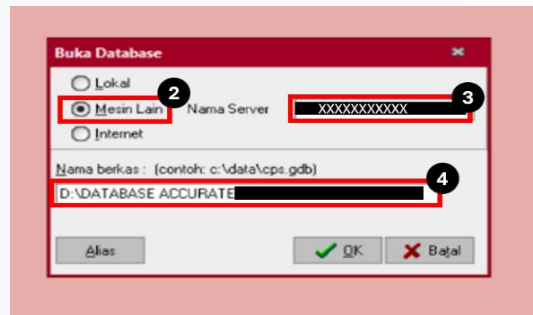 Buka Database
Lokal
2
Mesin Lain Nama Server XXXXXXXXXXX 3
Internet
Nama berkas : (contoh: c:\data\cps.gdb)
4
D:\DATABASE ACCURATE
Alias OK Batal